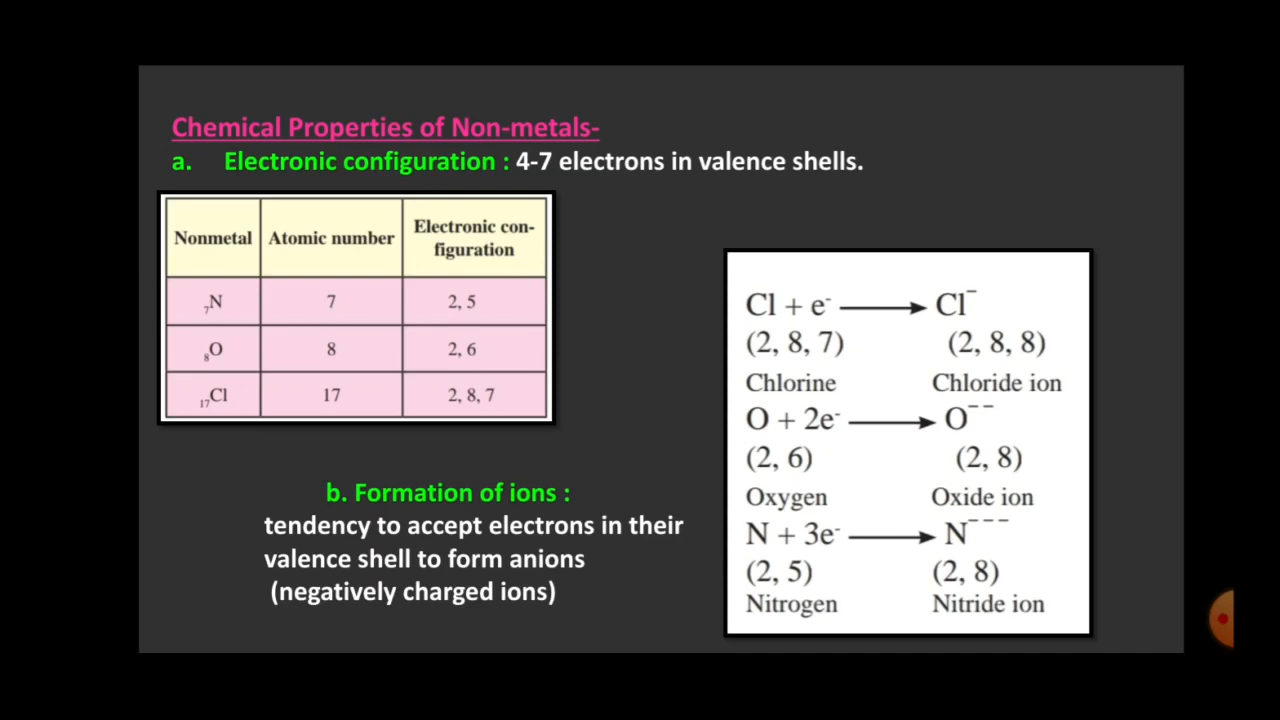 Chemical Properties of Non-metals-
a. Electronic configuration : 4-7 electrons in valence shells.
Nonmetal Atomic number Electronic con-
figuration
₇N 7 2, 5
₈O 8 2, 6
₁₇Cl 17 2, 8, 7
b. Formation of ions :
tendency to accept electrons in their
valence shell to form anions
(negatively charged ions)
Cl + e⁻ ⟶ Cl⁻
(2, 8, 7) (2, 8, 8)
Chlorine Chloride ion
O + 2e⁻ ⟶ O⁻⁻
(2, 6) (2, 8)
Oxygen Oxide ion
N + 3e⁻ ⟶ N⁻⁻⁻
(2, 5) (2, 8)
Nitrogen Nitride ion